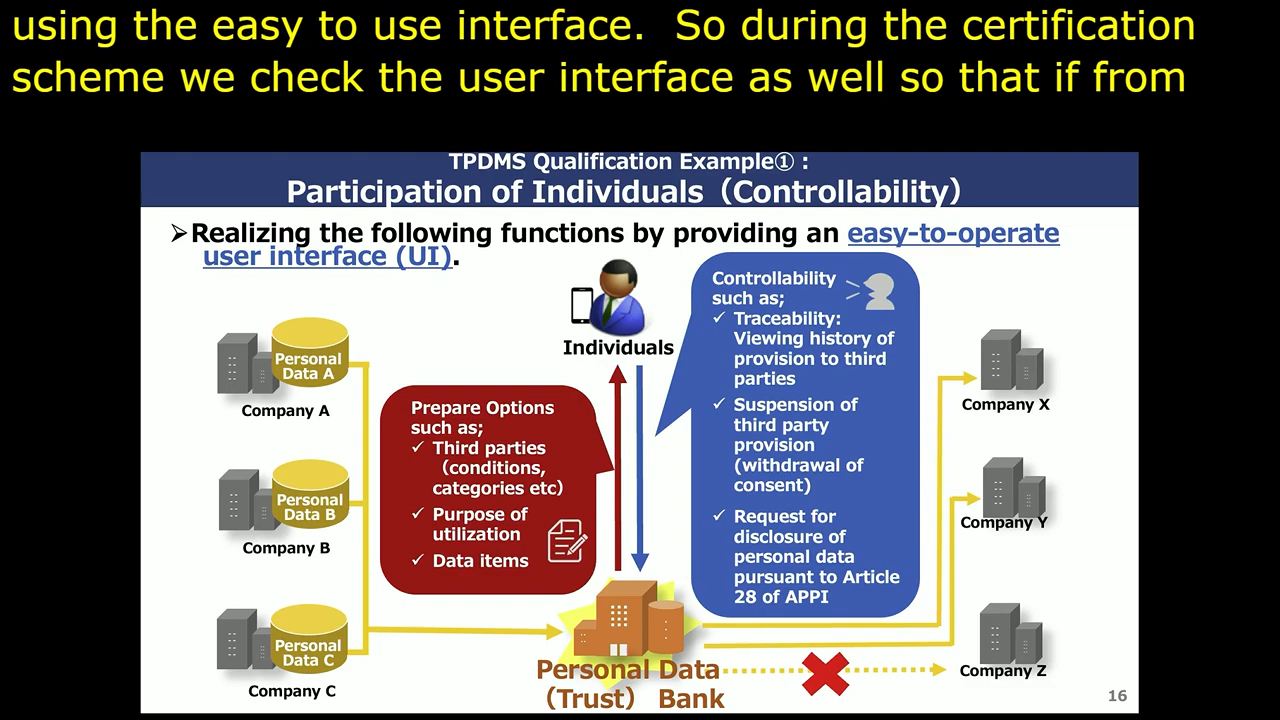 using the easy to use interface.  So during the certification
scheme we check the user interface as well so that if from
TPDMS Qualification Example① :
Participation of Individuals（Controllability）
➢Realizing the following functions by providing an easy-to-operate
user interface (UI).
Individuals
Personal
Data A
Company A
Personal
Data B
Company B
Personal
Data C
Company C
Prepare Options
such as;
✓ Third parties
（conditions,
categories etc)
✓ Purpose of
utilization
✓ Data items
Controllability
such as;
✓ Traceability:
Viewing history of
provision to third
parties
✓ Suspension of
third party
provision
(withdrawal of
consent)
✓ Request for
disclosure of
personal data
pursuant to Article
28 of APPI
Company X
Company Y
Company Z
Personal Data
（Trust） Bank
16